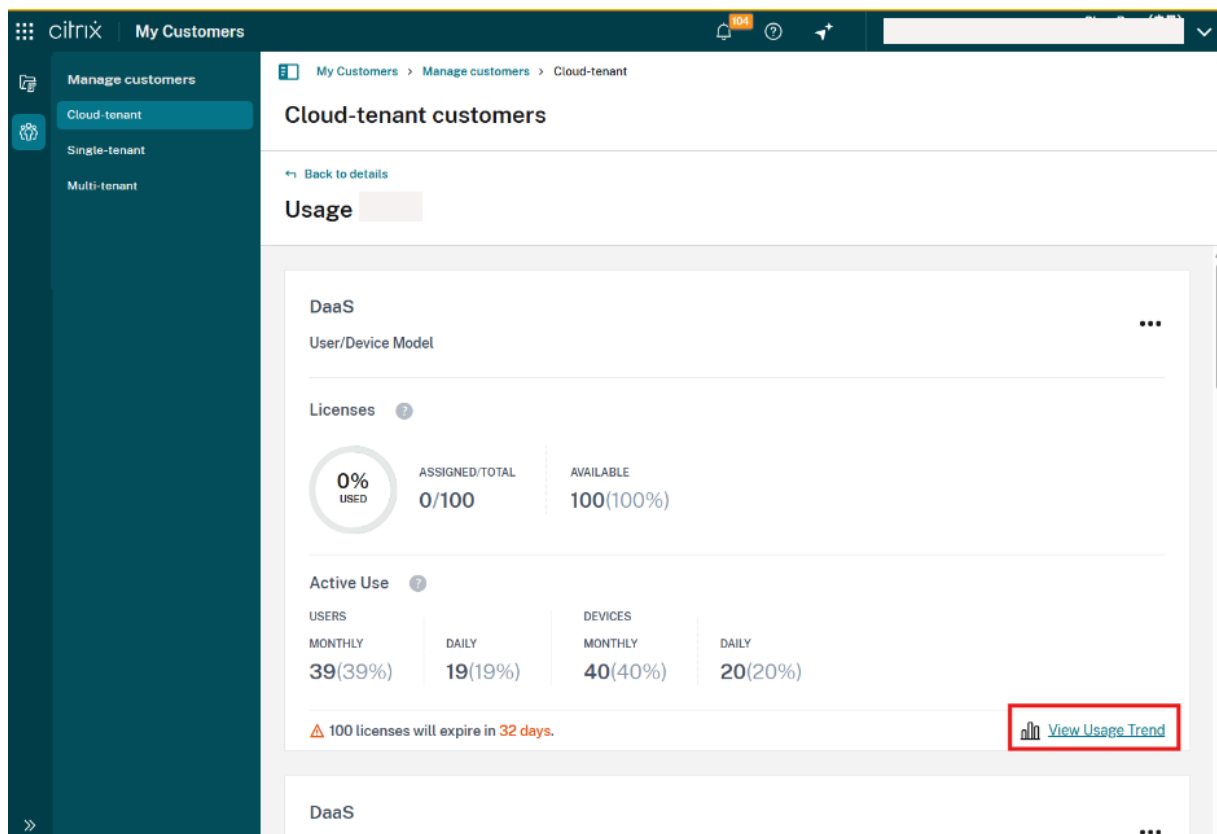 citrix My Customers 104
Manage customers
Cloud-tenant
Single-tenant
Multi-tenant
My Customers > Manage customers > Cloud-tenant
Cloud-tenant customers
Back to details
Usage
DaaS
User/Device Model
Licenses ?
0%
USED
ASSIGNED/TOTAL
0/100
AVAILABLE
100(100%)
Active Use ?
USERS
MONTHLY
39(39%)
DAILY
19(19%)
DEVICES
MONTHLY
40(40%)
DAILY
20(20%)
100 licenses will expire in 32 days.
View Usage Trend
DaaS